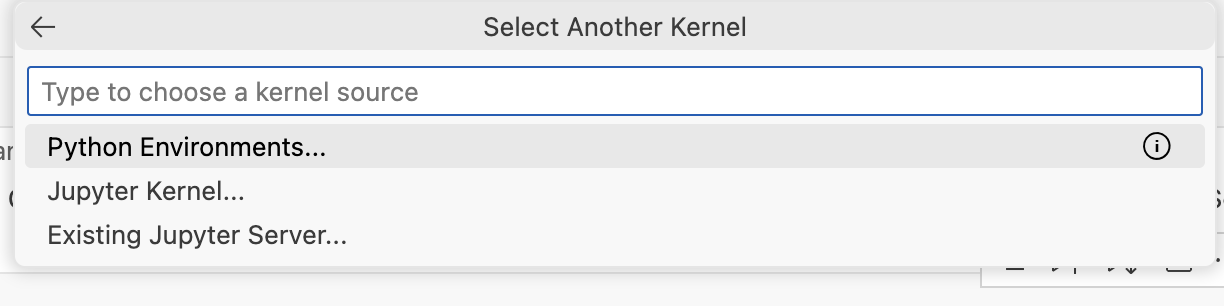 Select Another Kernel
Type to choose a kernel source
Python Environments...
Jupyter Kernel...
Existing Jupyter Server...